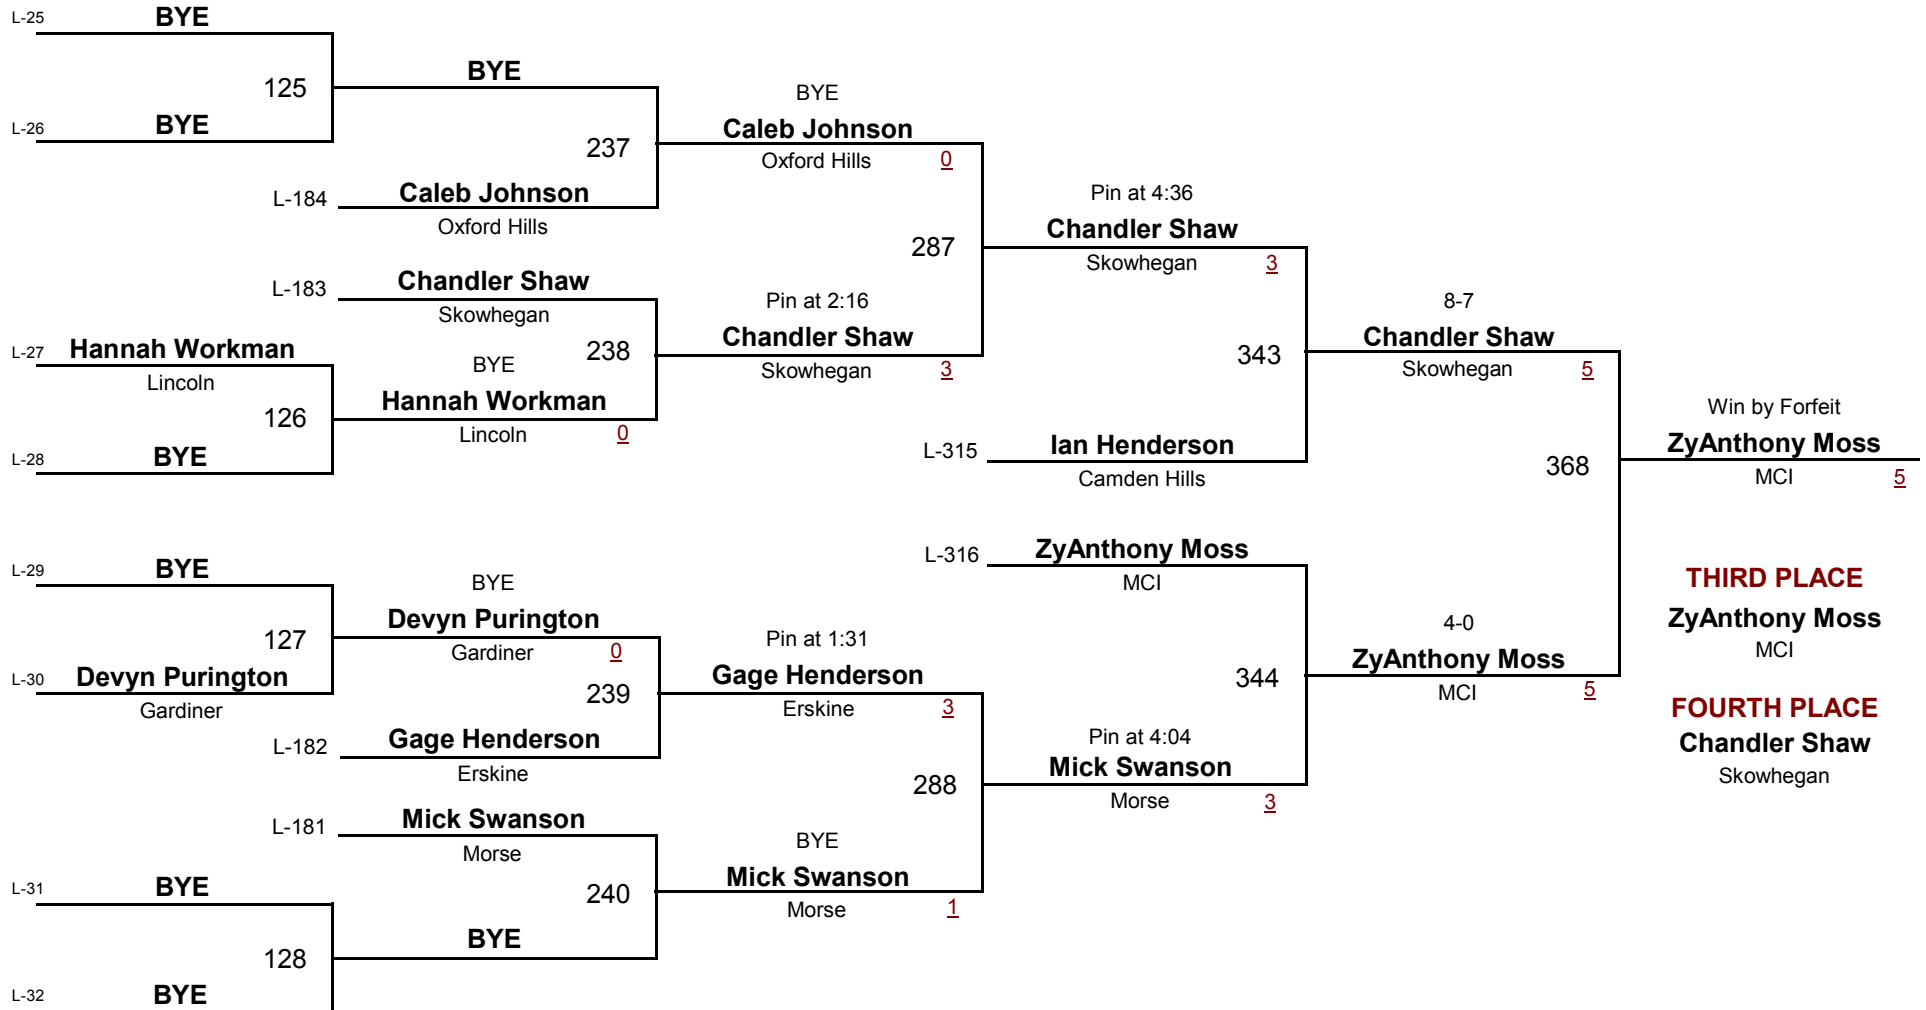 L-25
BYE
125
L-26
BYE
BYE
237
L-184
Caleb Johnson
Oxford Hills
BYE
Caleb Johnson
Oxford Hills
0
L-183
Chandler Shaw
Skowhegan
238
L-27
Hannah Workman
Lincoln
126
L-28
BYE
BYE
Hannah Workman
Lincoln
0
Pin at 2:16
Chandler Shaw
Skowhegan
3
287
Pin at 4:36
Chandler Shaw
Skowhegan
3
343
L-315
Ian Henderson
Camden Hills
8-7
Chandler Shaw
Skowhegan
5
368
Win by Forfeit
ZyAnthony Moss
MCI
5
L-29
BYE
127
L-30
Devyn Purington
Gardiner
BYE
Devyn Purington
Gardiner
0
239
L-182
Gage Henderson
Erskine
Pin at 1:31
Gage Henderson
Erskine
3
288
L-181
Mick Swanson
Morse
240
L-31
BYE
128
L-32
BYE
BYE
BYE
Mick Swanson
Morse
1
L-316
ZyAnthony Moss
MCI
344
Pin at 4:04
Mick Swanson
Morse
3
4-0
ZyAnthony Moss
MCI
5
THIRD PLACE
ZyAnthony Moss
MCI
FOURTH PLACE
Chandler Shaw
Skowhegan